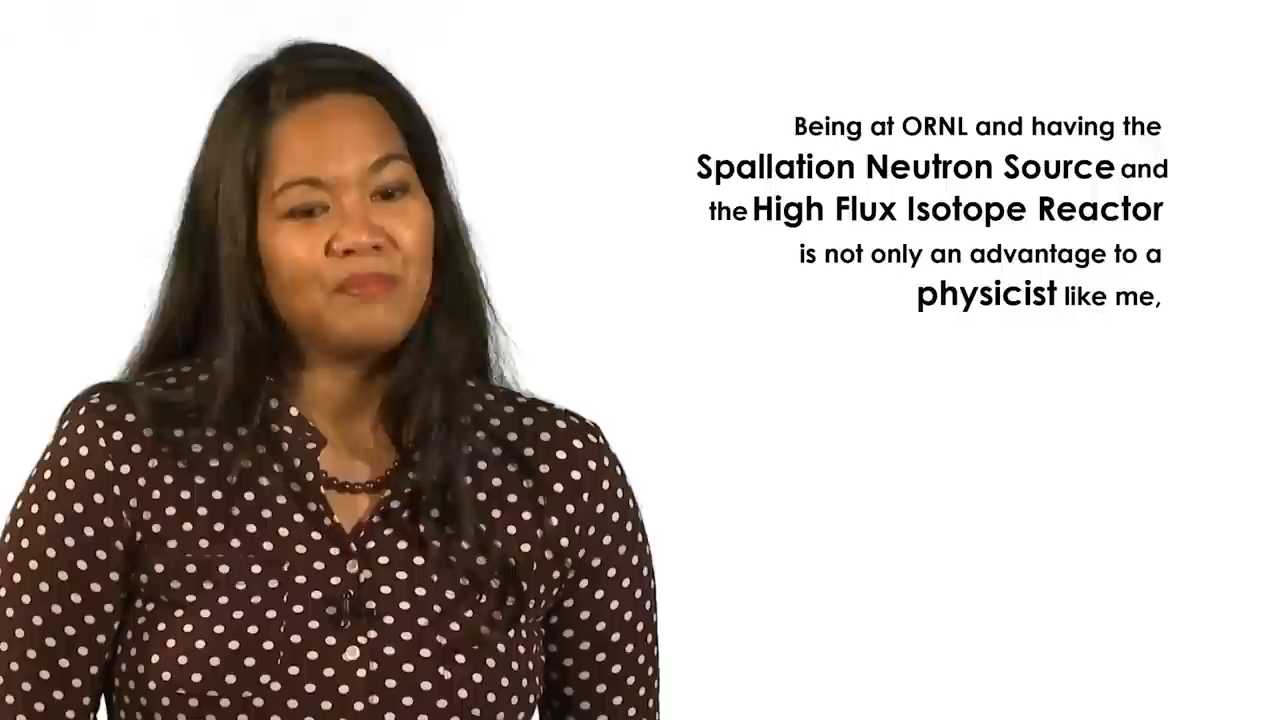 Being at ORNL and having the
Spallation Neutron Source and
the High Flux Isotope Reactor
is not only an advantage to a
physicist like me,